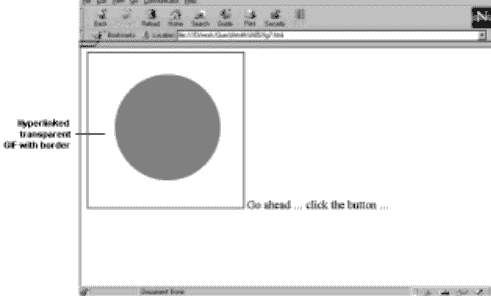 Back Reload Home Search Guide Print Security
Bookmarks Location
Hyperlinked
transparent
GIF with border
Go ahead ... click the button ...
Document Done